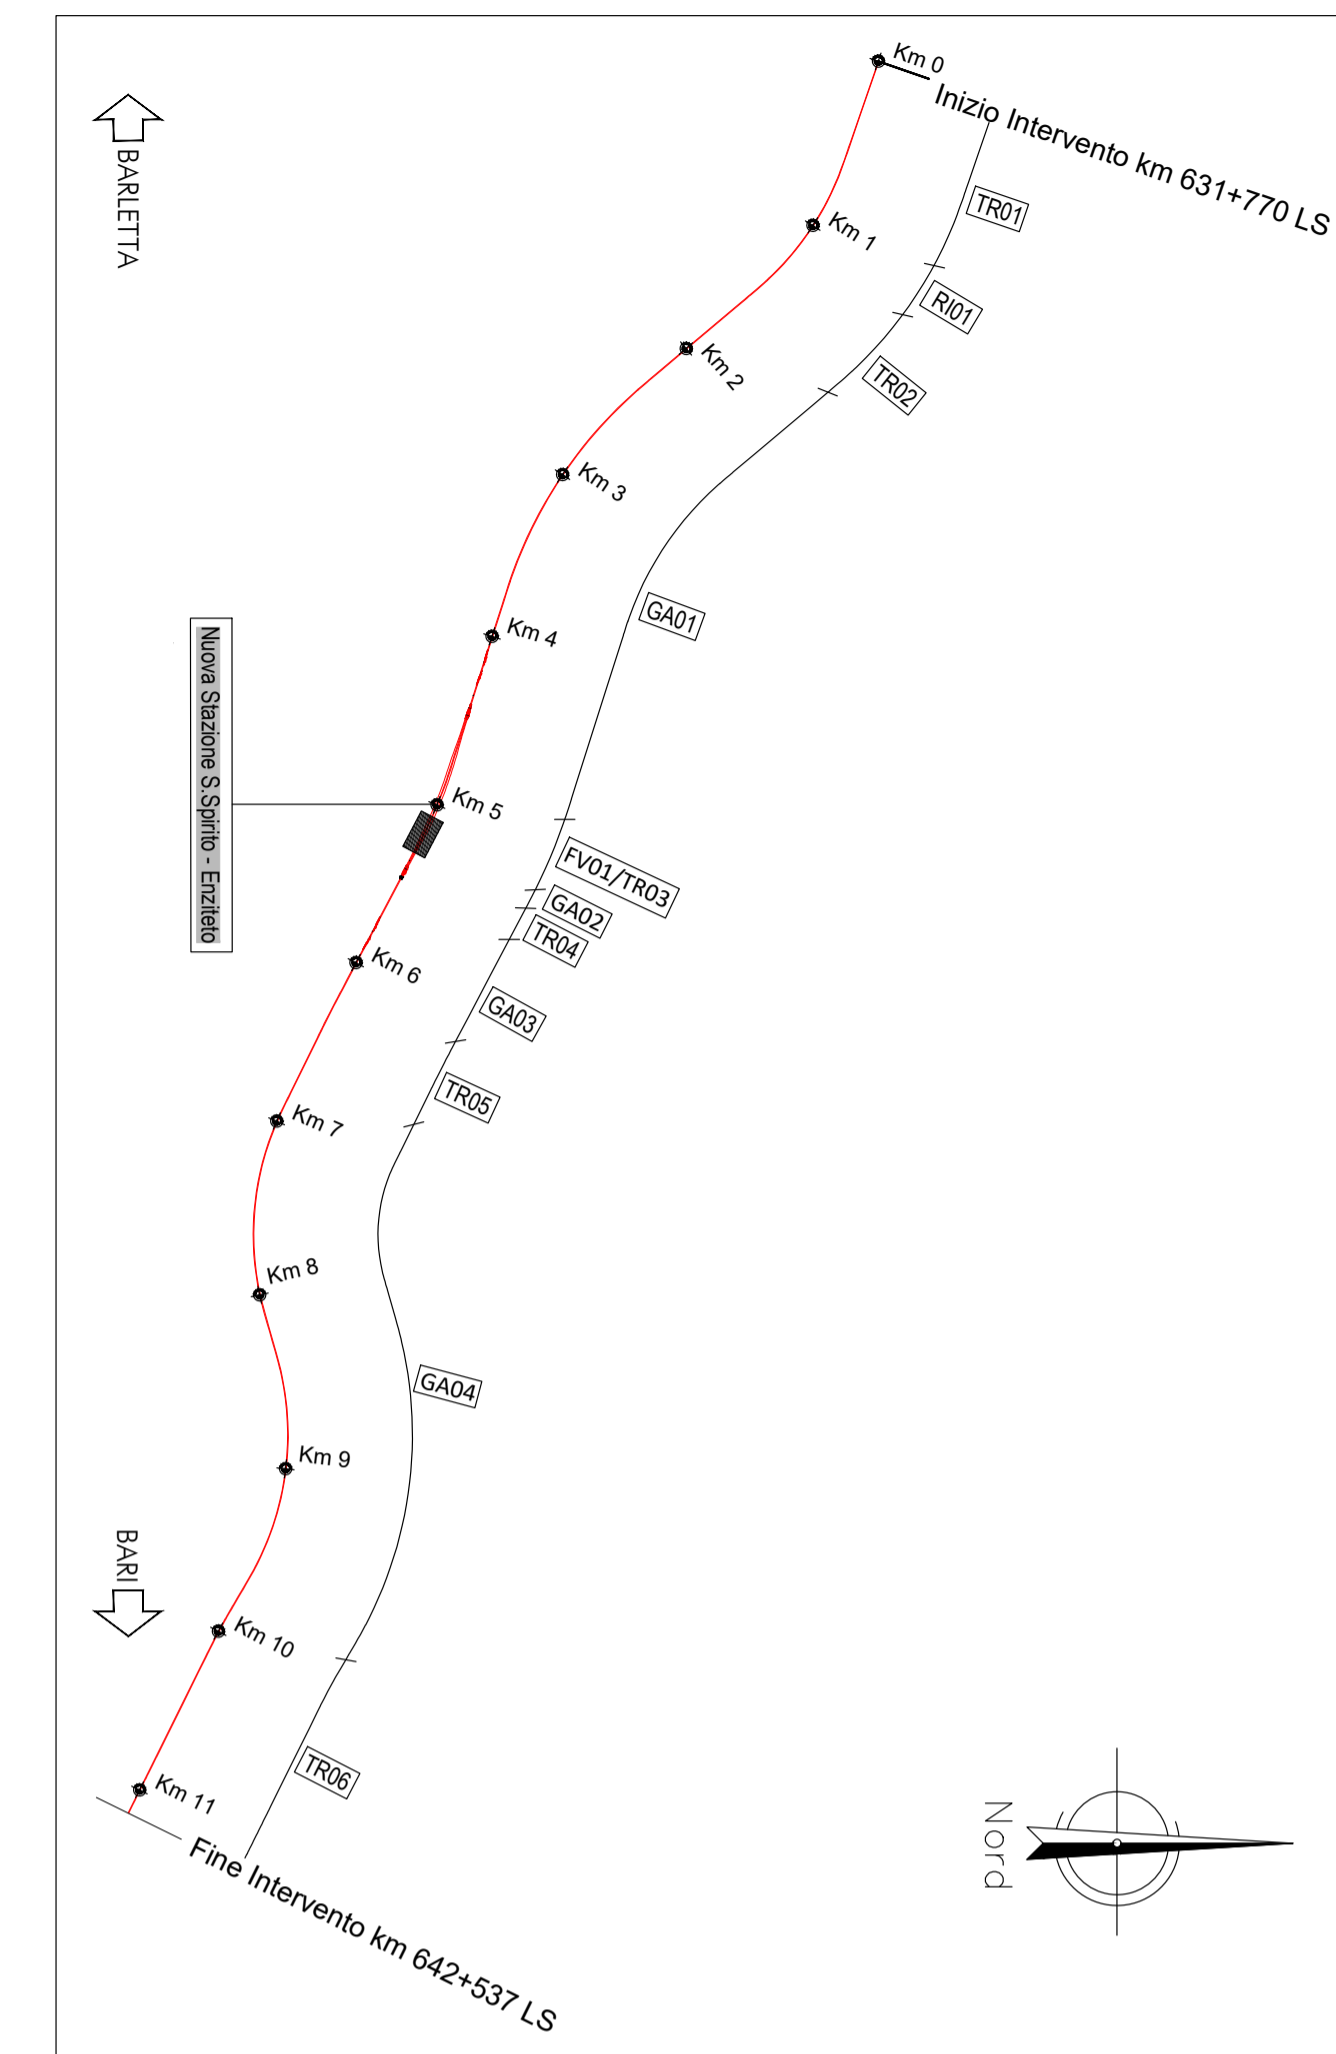 Km 0
Inizio Intervento km 631+770 LS
BARLETTA
TR01
Km 1
RI01
Km 2
TR02
Km 3
GA01
Km 4
Nuova Stazione S.Spirito - Enziteto
Km 5
FV01/TR03
GA02
TR04
Km 6
GA03
TR05
Km 7
Km 8
GA04
Km 9
BARI
Km 10
TR06
Km 11
Fine Intervento km 642+537 LS
Nord